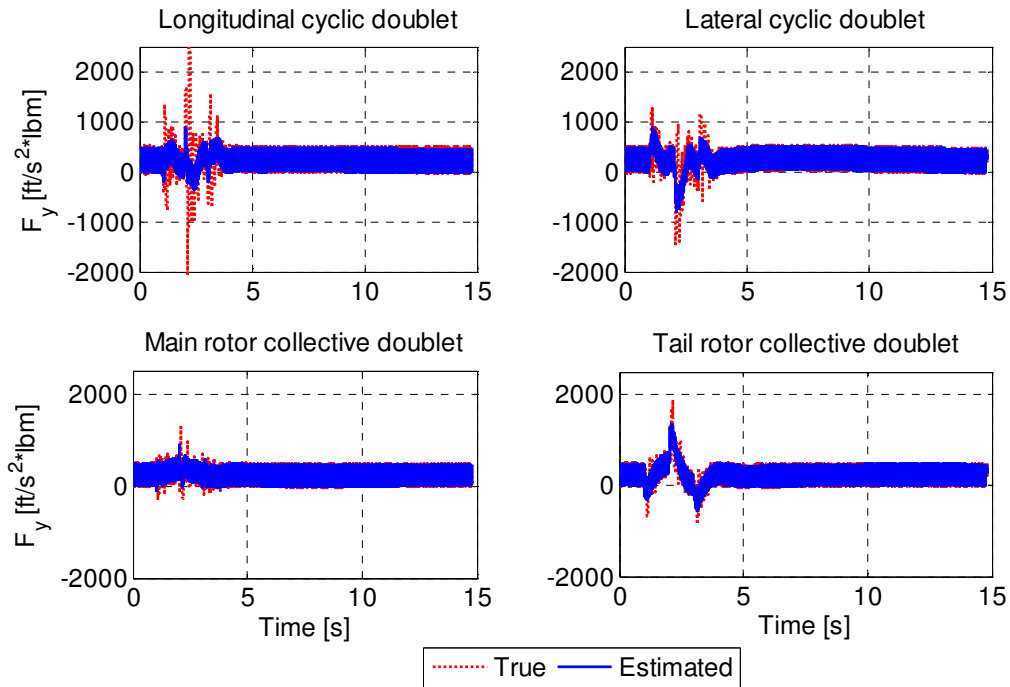 Longitudinal cyclic doublet
F_y [ft/s^2*lbm]
2000
1000
0
-1000
-2000
0 5 10 15
Lateral cyclic doublet
2000
1000
0
-1000
-2000
0 5 10 15
Main rotor collective doublet
F_y [ft/s^2*lbm]
2000
0
-2000
0 5 10 15
Time [s]
Tail rotor collective doublet
2000
0
-2000
0 5 10 15
Time [s]
True Estimated